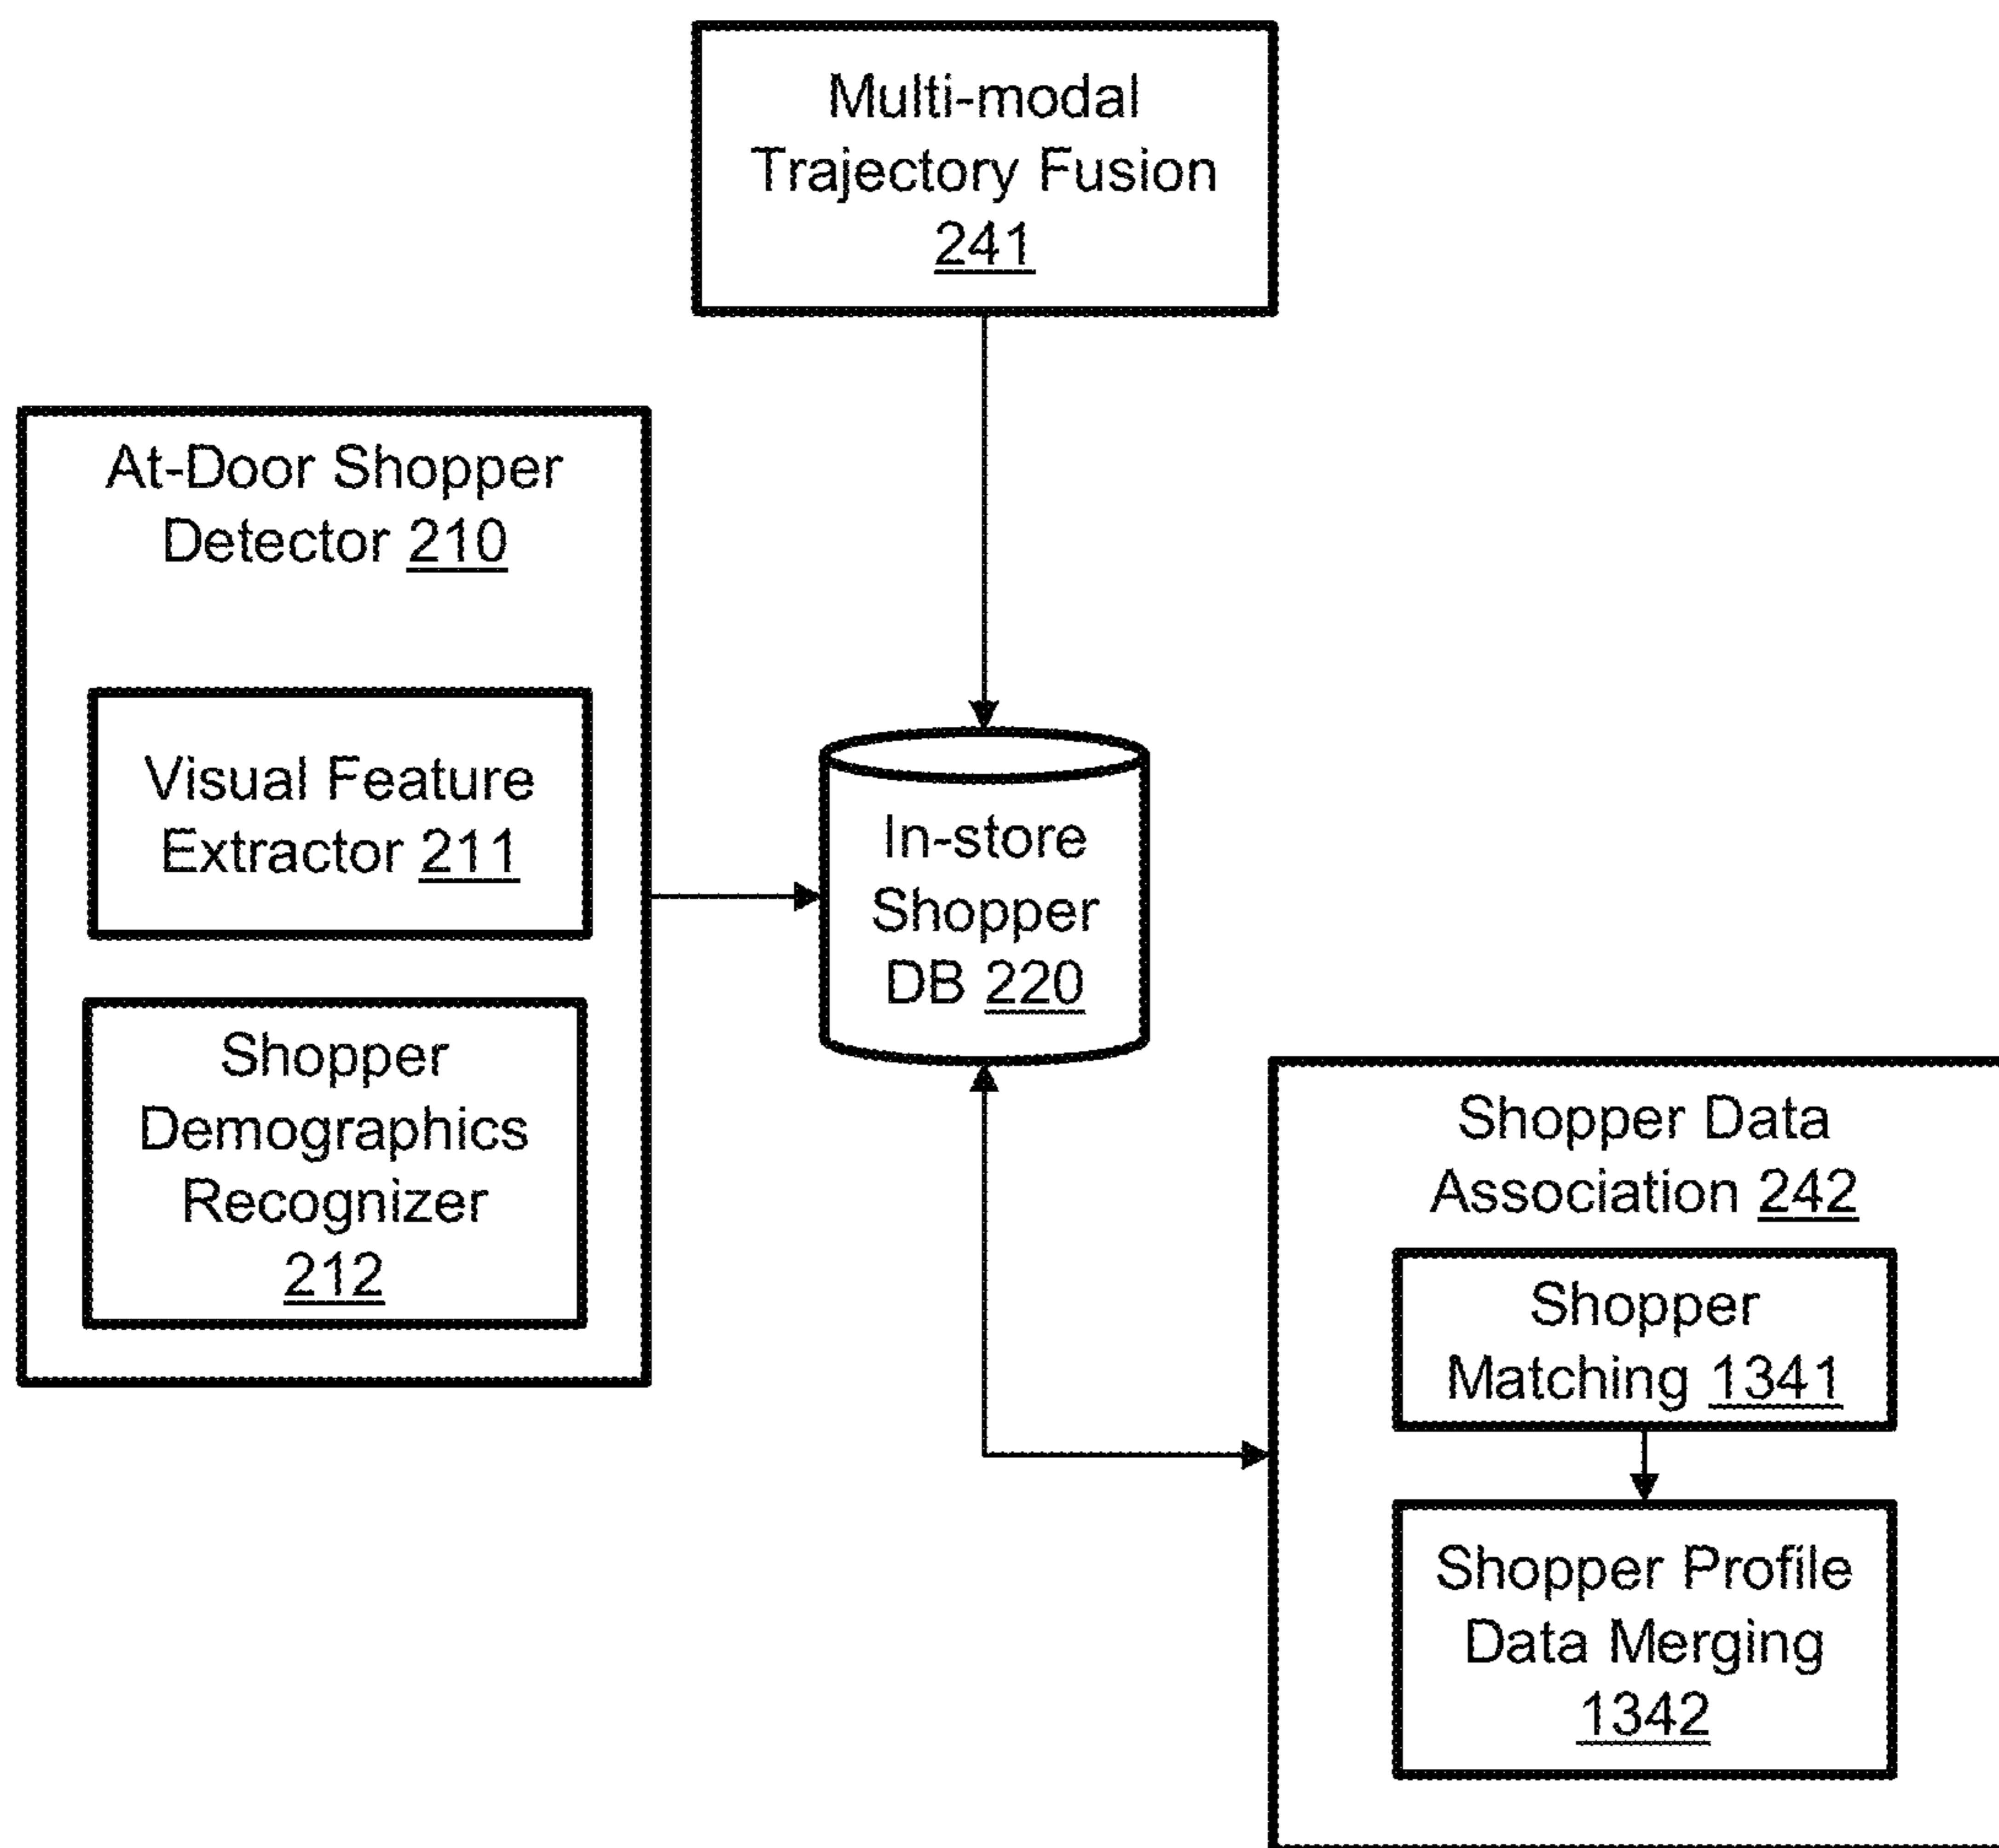 Multi-modal
Trajectory Fusion
241
At-Door Shopper
Detector 210
Visual Feature
Extractor 211
Shopper
Demographics
Recognizer
212
In-store
Shopper
DB 220
Shopper Data
Association 242
Shopper
Matching 1341
Shopper Profile
Data Merging
1342